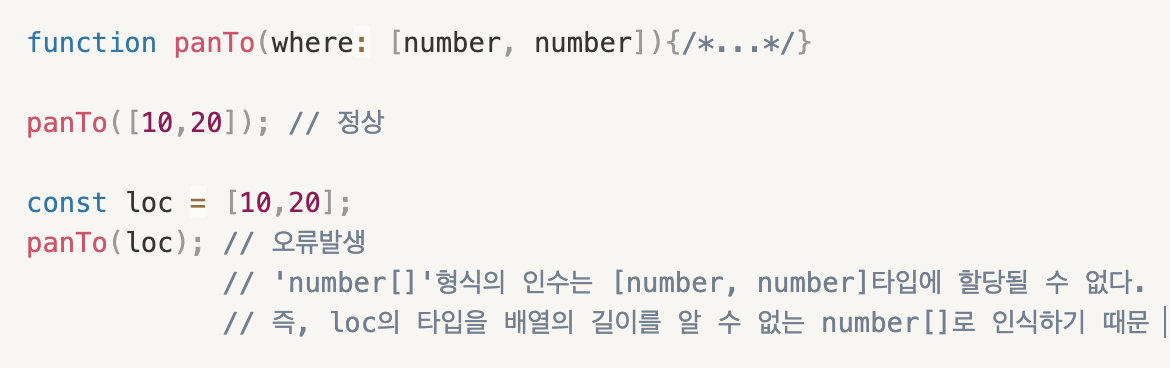 function panTo(where: [number, number]){/*...*/}
panTo([10,20]); // 정상
const loc = [10,20];
panTo(loc); // 오류발생
// 'number[]'형식의 인수는 [number, number]타입에 할당될 수 없다.
// 즉, loc의 타입을 배열의 길이를 알 수 없는 number[]로 인식하기 때문